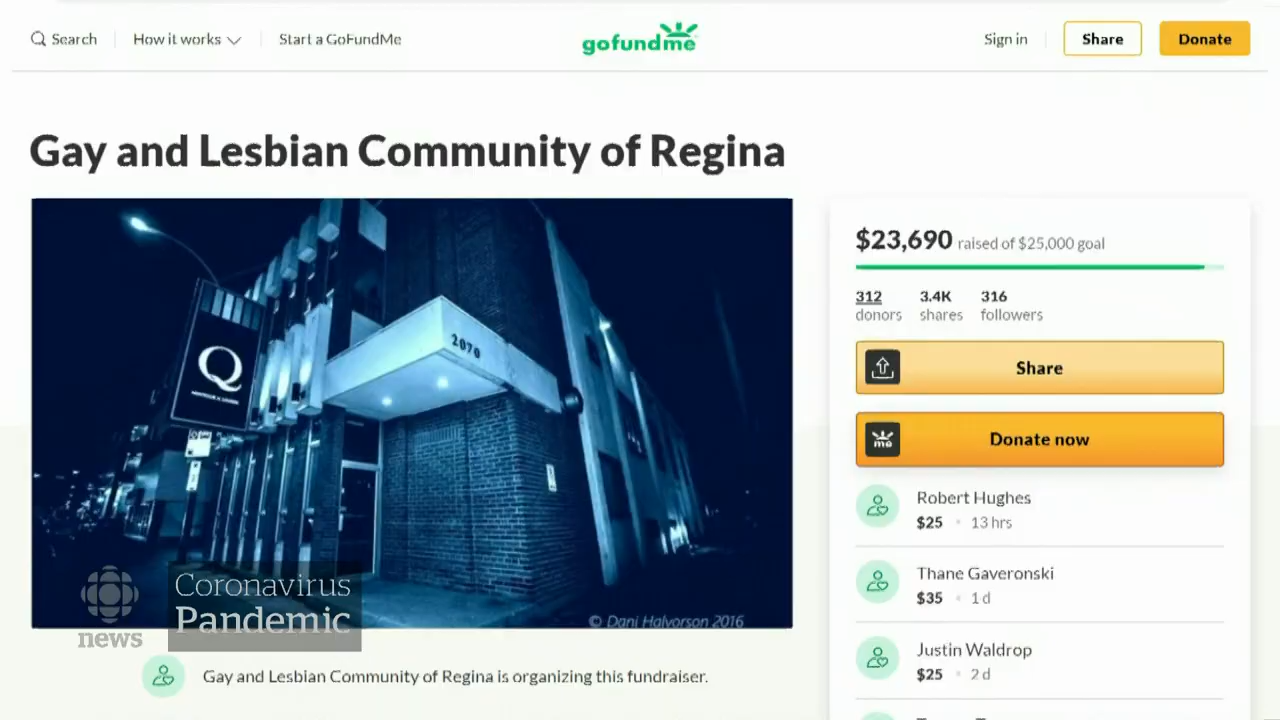 Search
How it works
Start a GoFundMe
gofundme
Sign in
Share
Donate
Gay and Lesbian Community of Regina
$23,690 raised of $25,000 goal
312 3.4K 316
donors shares followers
Share
me Donate now
Robert Hughes
$25 • 13 hrs
Thane Gaveronski
$35 • 1 d
Justin Waldrop
$25 • 2 d
2070
Q
© Dani Halvorson 2016
Coronavirus
Pandemic
news
Gay and Lesbian Community of Regina is organizing this fundraiser.